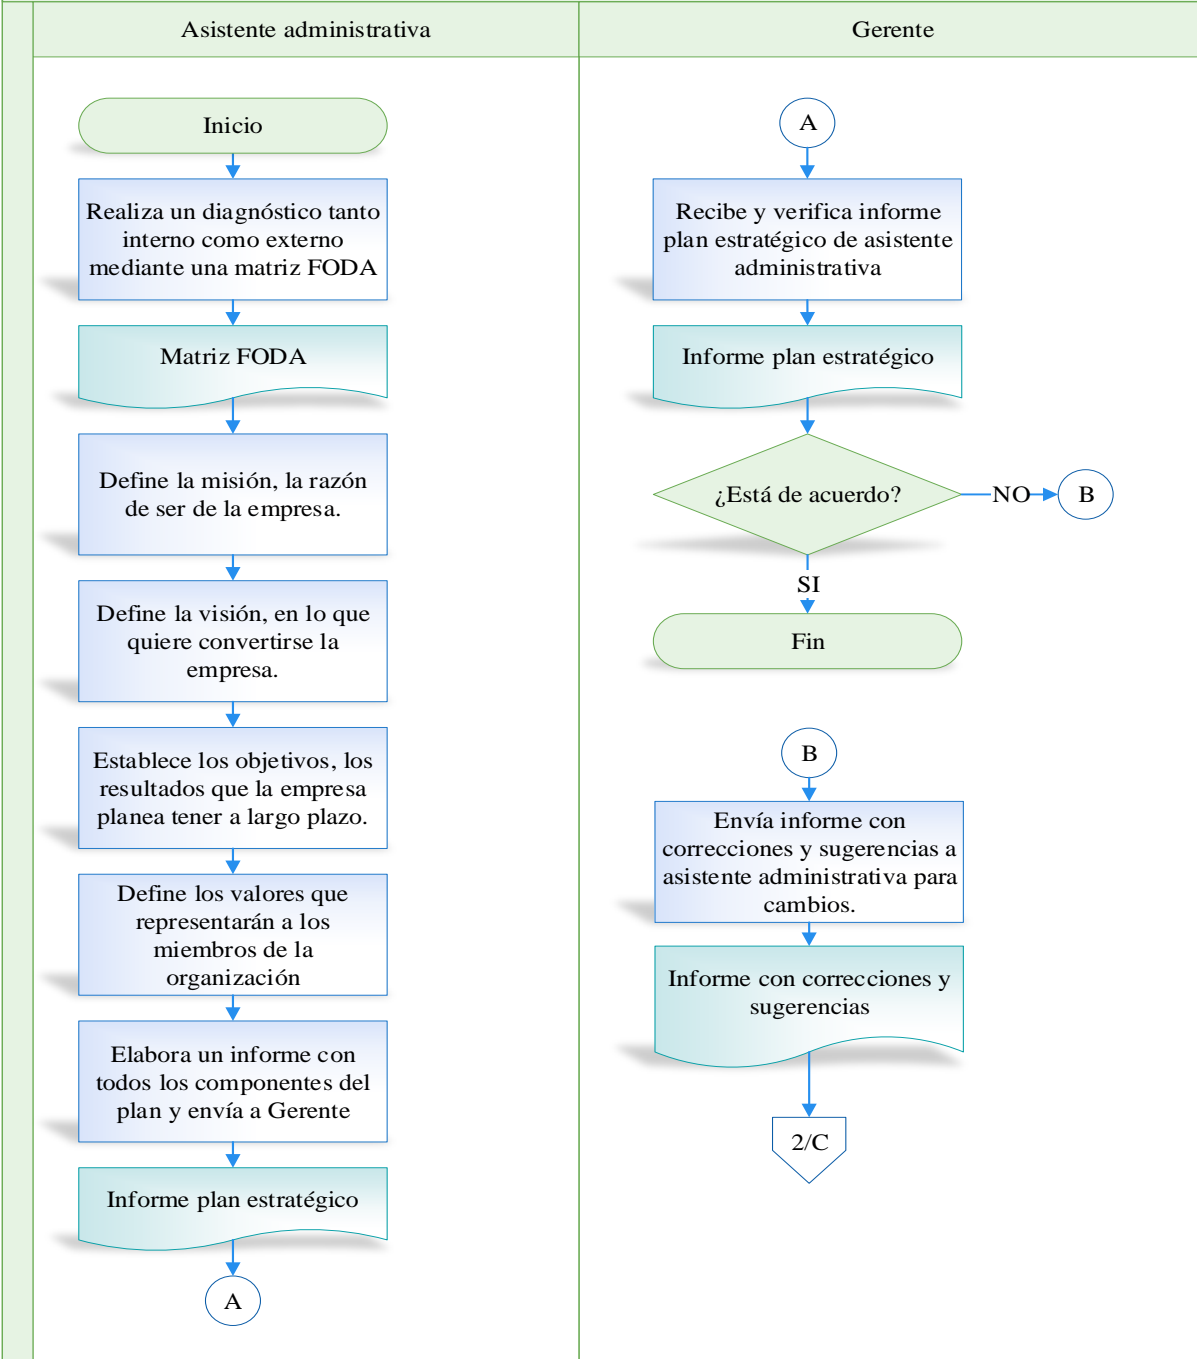 Asistente administrativa
Gerente
Inicio
Realiza un diagnóstico tanto
interno como externo
mediante una matriz FODA
Matriz FODA
Define la misión, la razón
de ser de la empresa.
Define la visión, en lo que
quiere convertirse la
empresa.
Establece los objetivos, los
resultados que la empresa
planea tener a largo plazo.
Define los valores que
representarán a los
miembros de la
organización
Elabora un informe con
todos los componentes del
plan y envía a Gerente
Informe plan estratégico
A
A
Recibe y verifica informe
plan estratégico de asistente
administrativa
Informe plan estratégico
¿Está de acuerdo?
NO
B
SI
Fin
B
Envía informe con
correcciones y sugerencias a
asistente administrativa para
cambios.
Informe con correcciones y
sugerencias
2/C